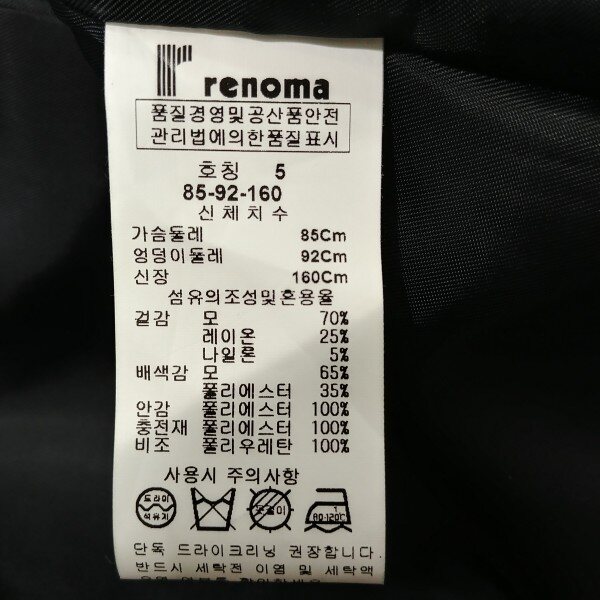 renoma
품질경영및공산품안전
관리법에의한품질표시
호칭 5
85-92-160
신체치수
가슴둘레 85Cm
엉덩이둘레 92Cm
신장 160Cm
섬유의조성및혼용율
겉감 모 70%
레이온 25%
나일론 5%
배색감 모 65%
폴리에스터 35%
안감 폴리에스터 100%
충전재 폴리에스터 100%
비조 폴리우레탄 100%
사용시 주의사항
드라이
석유계
옷걸이
1
80-120℃
단독 드라이크리닝 권장합니다.
반드시 세탁전 이염 및 세탁액